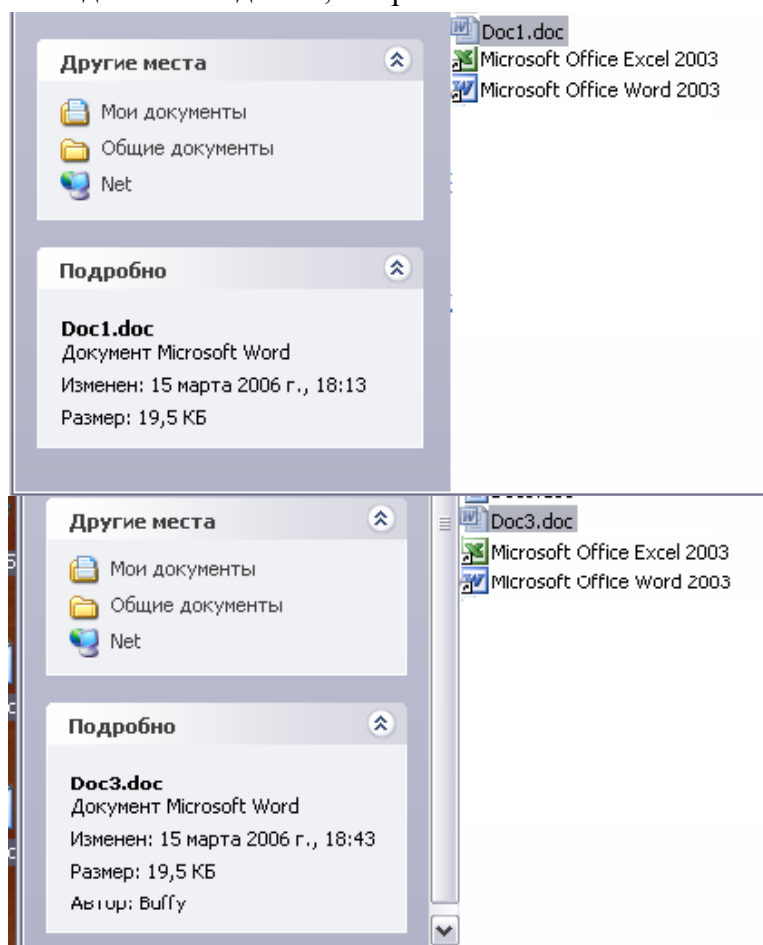 Doc1.doc
Microsoft Office Excel 2003
Microsoft Office Word 2003
Другие места
Мои документы
Общие документы
Net
Подробно
Doc1.doc
Документ Microsoft Word
Изменен: 15 марта 2006 г., 18:13
Размер: 19,5 КБ
Doc3.doc
Microsoft Office Excel 2003
Microsoft Office Word 2003
Другие места
Мои документы
Общие документы
Net
Подробно
Doc3.doc
Документ Microsoft Word
Изменен: 15 марта 2006 г., 18:43
Размер: 19,5 КБ
Автор: Buffy